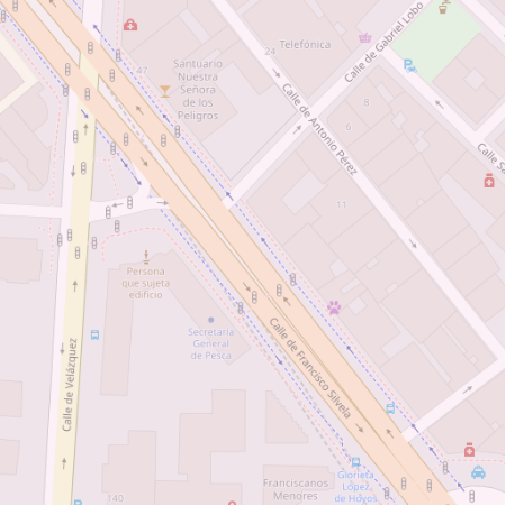 Calle de Gabriel Lobo
Telefónica
24
47
Santuario
Nuestra
Señora
de los
Peligros
8
6
Calle de Antonio Pérez
Calle Sa
11
Persona
que sujeta
edificio
Secretaría
General
de Pesca
Calle de Francisco Silvela
Calle de Velázquez
Glorieta
López
de Hoyos
Franciscanos
Menores
140